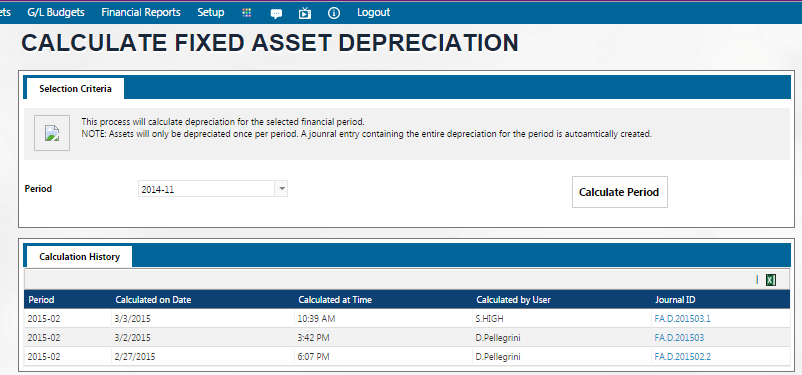 ets G/L Budgets Financial Reports Setup Logout
CALCULATE FIXED ASSET DEPRECIATION
Selection Criteria
This process will calculate depreciation for the selected financial period.
NOTE: Assets will only be depreciated once per period. A jounral entry containing the entire depreciation for the period is autoamtically created.
Period 2014-11 Calculate Period
Calculation History
Period Calculated on Date Calculated at Time Calculated by User Journal ID
2015-02 3/3/2015 10:39 AM S.HIGH FA.D.201503.1
2015-02 3/2/2015 3:42 PM D.Pellegrini FA.D.201503
2015-02 2/27/2015 6:07 PM D.Pellegrini FA.D.201502.2